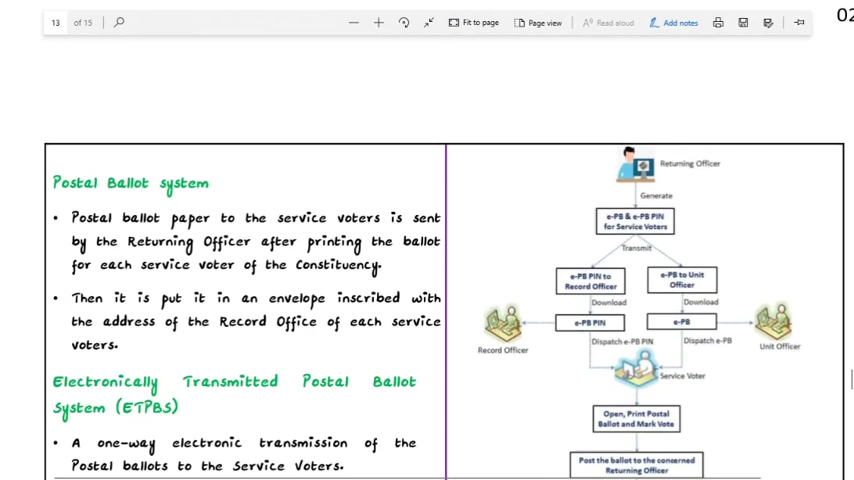 13 of 15
Fit to page
Page view
Read aloud
Add notes
02
Postal Ballot system
• Postal ballot paper to the service voters is sent
by the Returning Officer after printing the ballot
for each service voter of the Constituency.
• Then it is put it in an envelope inscribed with
the address of the Record Office of each service
voters.
Electronically Transmitted Postal Ballot
System (ETPBS)
• A one-way electronic transmission of the
Postal ballots to the Service Voters.
Returning Officer
Generate
e-PB & e-PB PIN
for Service Voters
Transmit
e-PB PIN to
Record Officer
e-PB to Unit
Officer
Download
Download
e-PB PIN
e-PB
Record Officer
Dispatch e-PB PIN
Dispatch e-PB
Unit Officer
Service Voter
Open, Print Postal
Ballot and Mark Vote
Post the ballot to the concerned
Returning Officer